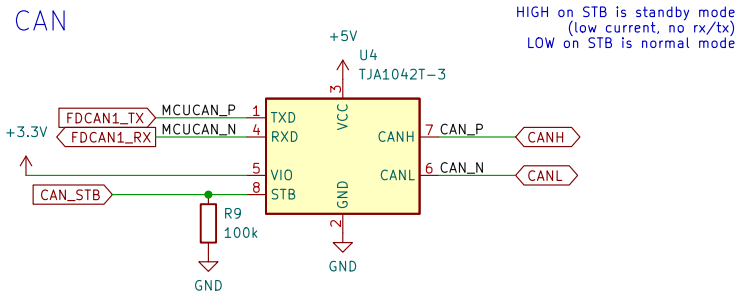 CAN
HIGH on STB is standby mode
(low current, no rx/tx)
LOW on STB is normal mode
+5V
U4
TJA1042T-3
3
VCC
FDCAN1_TX
MCUCAN_P
1
TXD
FDCAN1_RX
MCUCAN_N
4
RXD
CANH
7
CAN_P
CANH
+3.3V
5
VIO
CANL
6
CAN_N
CANL
CAN_STB
8
STB
GND
2
R9
100k
GND
GND